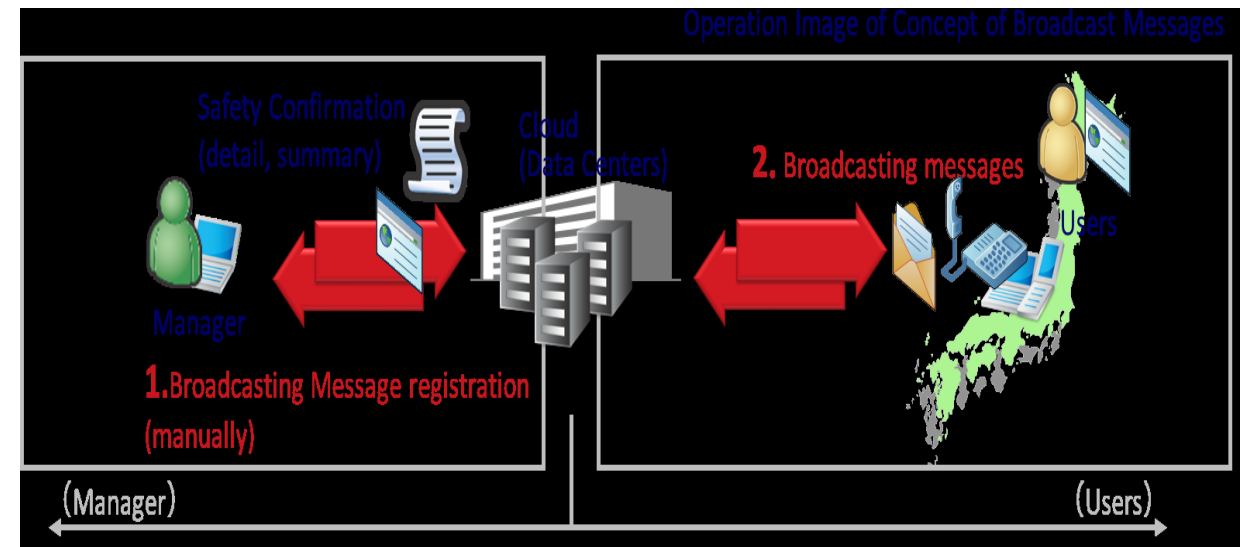 Operation Image of Concept of Broadcast Messages
Safety Confirmation
(detail, summary)
Cloud
(Data Centers)
2. Broadcasting messages
Users
Manager
1.Broadcasting Message registration
(manually)
(Manager)
(Users)